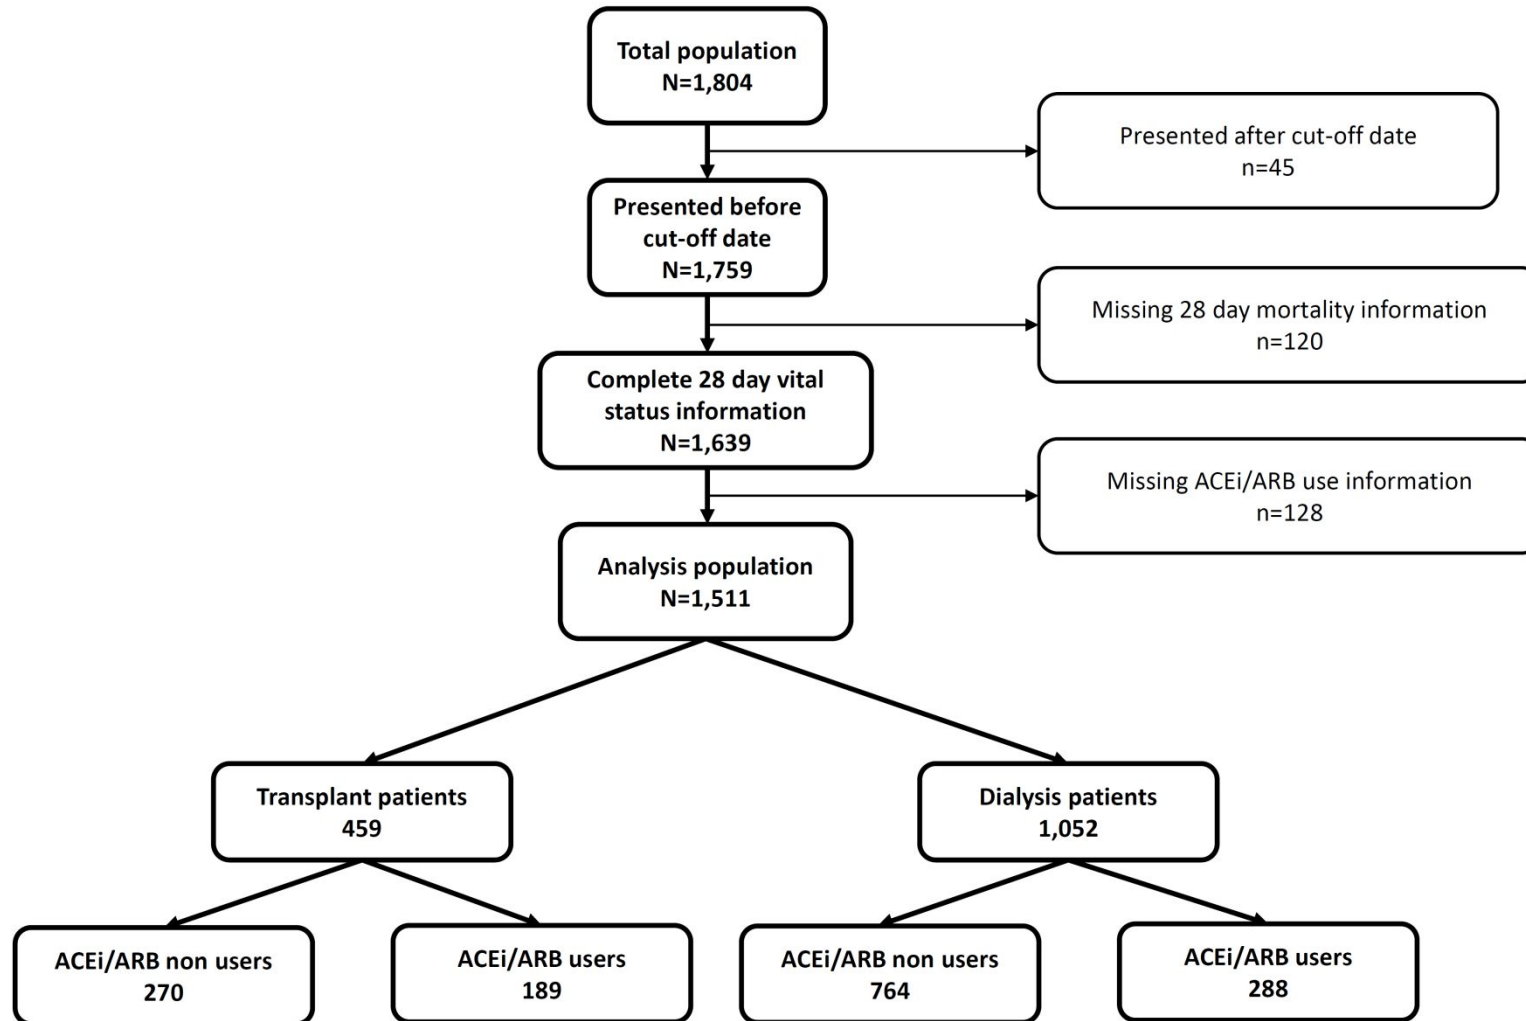 Total population
N=1,804
Presented after cut-off date
n=45
Presented before
cut-off date
N=1,759
Missing 28 day mortality information
n=120
Complete 28 day vital
status information
N=1,639
Missing ACEi/ARB use information
n=128
Analysis population
N=1,511
Transplant patients
459
Dialysis patients
1,052
ACEi/ARB non users
270
ACEi/ARB users
189
ACEi/ARB non users
764
ACEi/ARB users
288